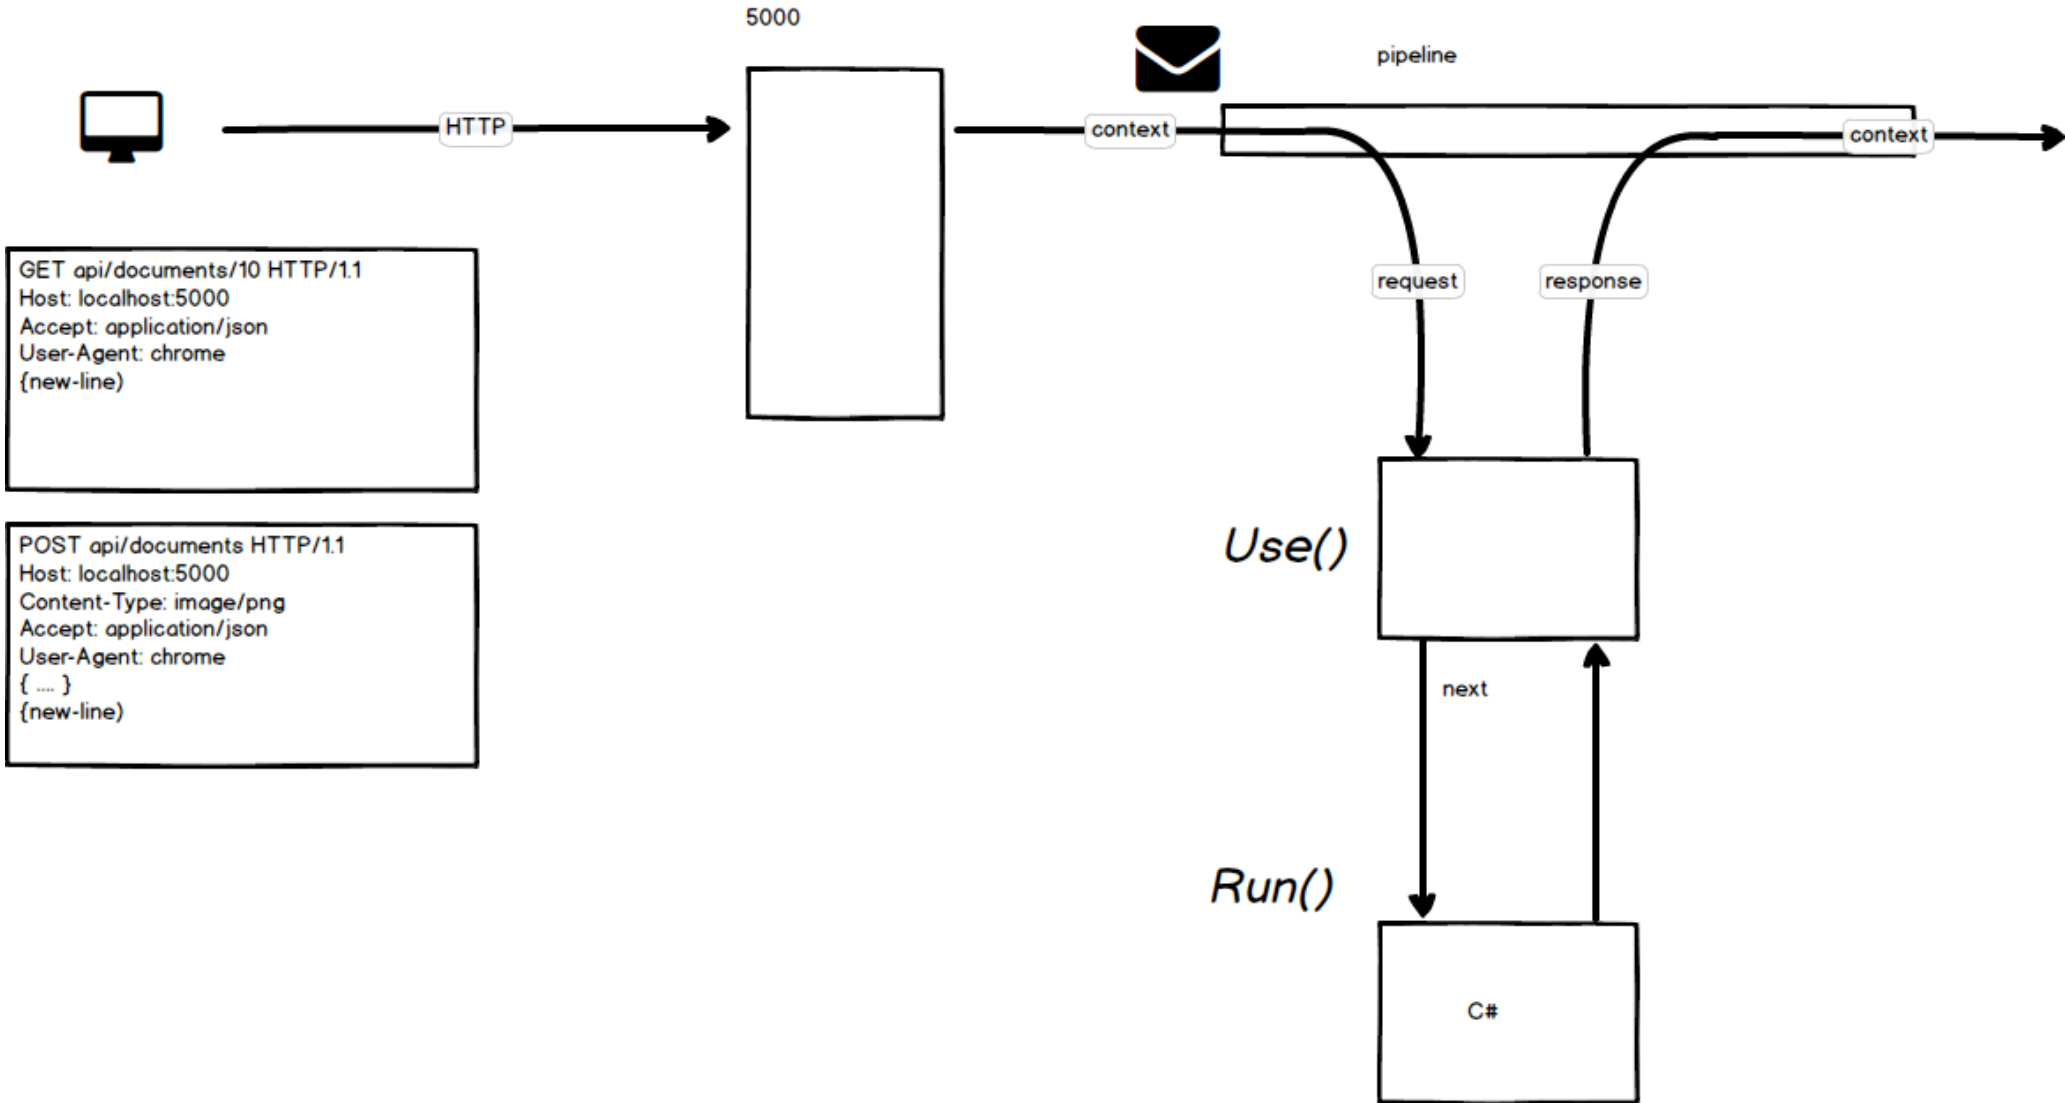 5000
pipeline
HTTP
context
context
GET api/documents/10 HTTP/1.1
Host: localhost:5000
Accept: application/json
User-Agent: chrome
{new-line)
request
response
POST api/documents HTTP/1.1
Host: localhost:5000
Content-Type: image/png
Accept: application/json
User-Agent: chrome
{ .... }
{new-line)
Use()
next
Run()
C#